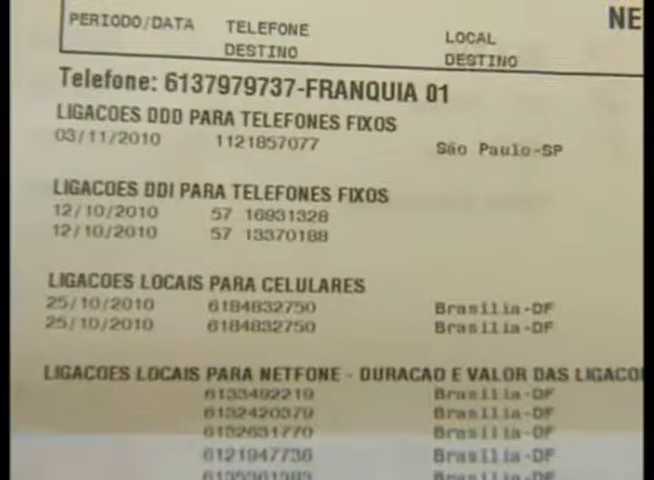 NE
PERIODO/DATA TELEFONE DESTINO LOCAL DESTINO
Telefone: 6137979737-FRANQUIA 01
LIGACOES DDD PARA TELEFONES FIXOS
03/11/2010 1121857077 São Paulo-SP
LIGACOES DDI PARA TELEFONES FIXOS
12/10/2010 57 16931328
12/10/2010 57 13370188
LIGACOES LOCAIS PARA CELULARES
25/10/2010 6184832750 Brasilia-DF
25/10/2010 6184832750 Brasilia-DF
LIGACOES LOCAIS PARA NETFONE - DURACAO E VALOR DAS LIGACO
6133492219 Brasilia-DF
6132420379 Brasilia-DF
6132631770 Brasilia-DF
6121947736 Brasilia-DF
Brasilia-DF